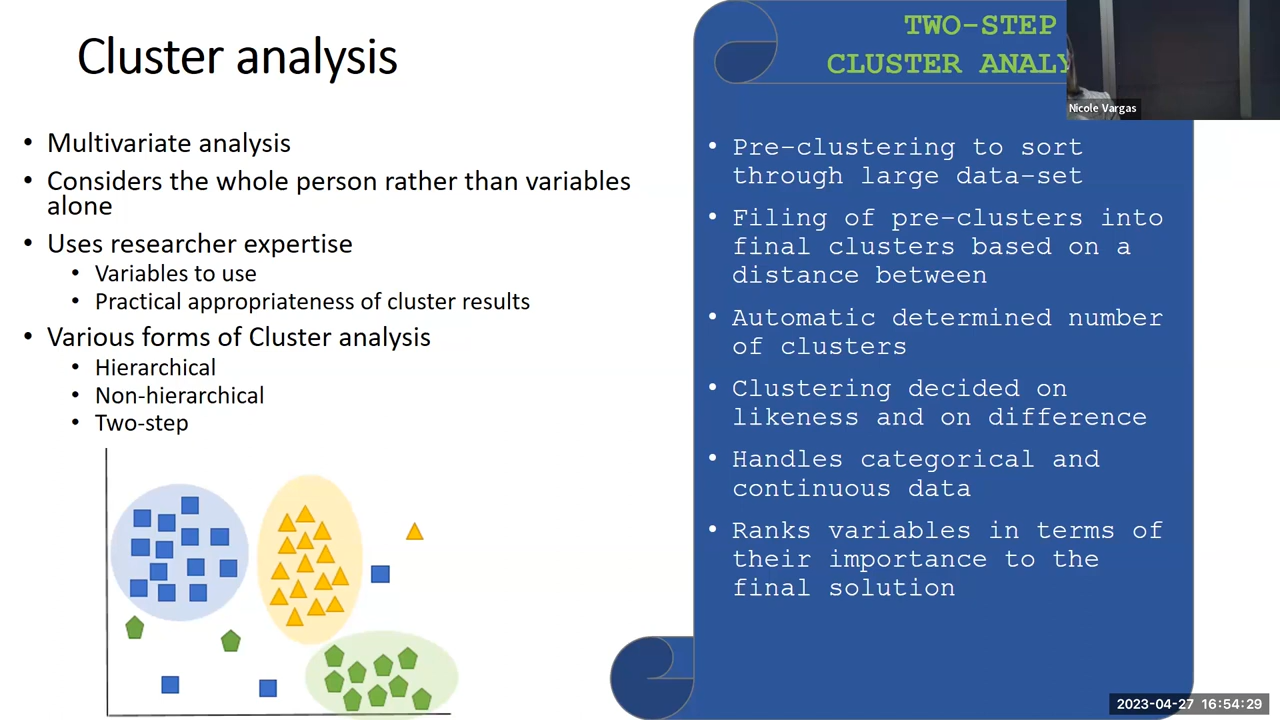 Cluster analysis
• Multivariate analysis
• Considers the whole person rather than variables
alone
• Uses researcher expertise
• Variables to use
• Practical appropriateness of cluster results
• Various forms of Cluster analysis
• Hierarchical
• Non-hierarchical
• Two-step
TWO-STEP
CLUSTER ANALY
Nicole Vargas
• Pre-clustering to sort
through large data-set
• Filing of pre-clusters into
final clusters based on a
distance between
• Automatic determined number
of clusters
• Clustering decided on
likeness and on difference
• Handles categorical and
continuous data
• Ranks variables in terms of
their importance to the
final solution
2023-04-27 16:54:29